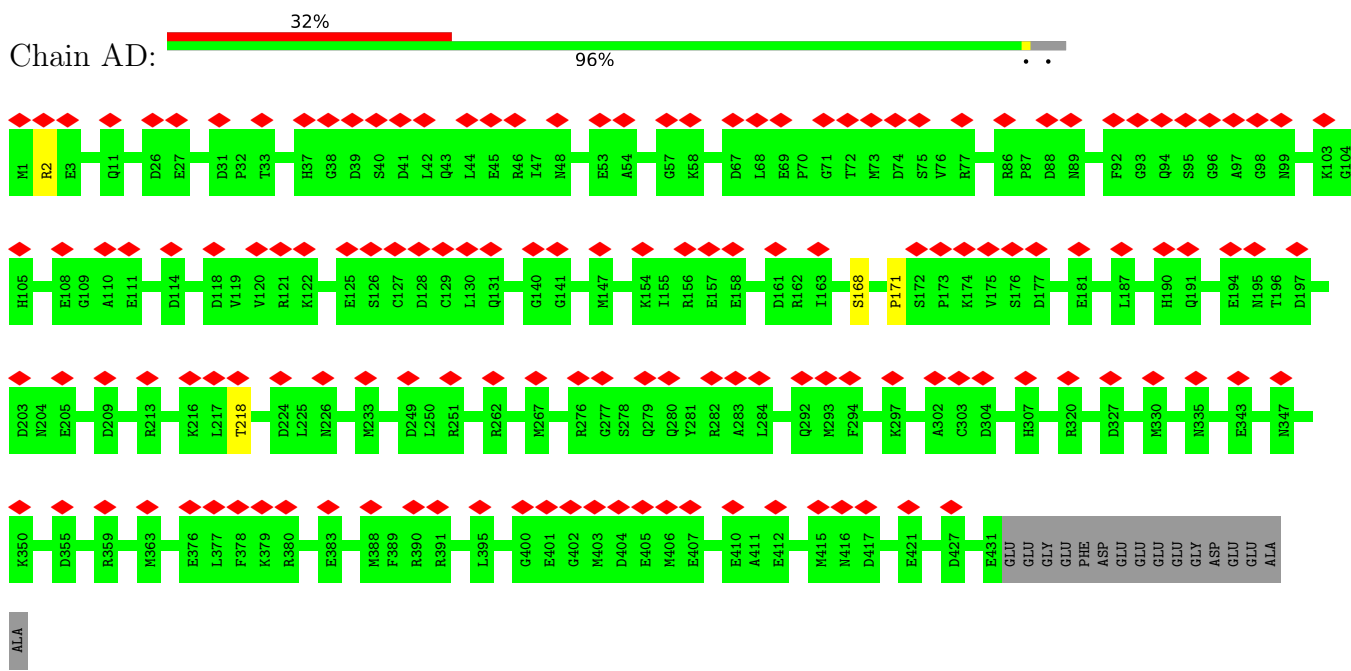 32%
Chain AD:
96%
• •
M1 R2 E3 Q11 D26 E27 D31 P32 T33 H37 G38 D39 S40 D41 L42 Q43 L44 E45 R46 I47 N48 E53 A54 G57 K58 D67 L68 E69 P70 G71 T72 M73 D74 S75 V76 R77 R86 P87 D88 N89 F92 G93 Q94 S95 G96 A97 G98 N99 K103 G104
H105 E108 G109 A110 E111 D114 D118 V119 V120 R121 K122 E125 S126 C127 D128 C129 L130 Q131 G140 G141 M147 K154 I155 R156 E157 E158 D161 R162 I163 S168 P171 S172 P173 K174 V175 S176 D177 E181 L187 H190 Q191 E194 N195 T196 D197
D203 N204 E205 D209 R213 K216 L217 T218 D224 L225 N226 M233 D249 L250 R251 R262 M267 R276 G277 S278 Q279 Q280 Y281 R282 A283 L284 Q292 M293 F294 K297 A302 C303 D304 H307 R320 D327 M330 N335 E343 N347
K350 D355 R359 M363 E376 L377 F378 K379 R380 E383 M388 F389 R390 R391 L395 G400 E401 G402 M403 D404 E405 M406 E407 E410 A411 E412 M415 N416 D417 E421 D427 E431 GLU GLU GLY GLU PHE ASP GLU GLU GLU GLU GLY ASP GLU GLU ALA
ALA